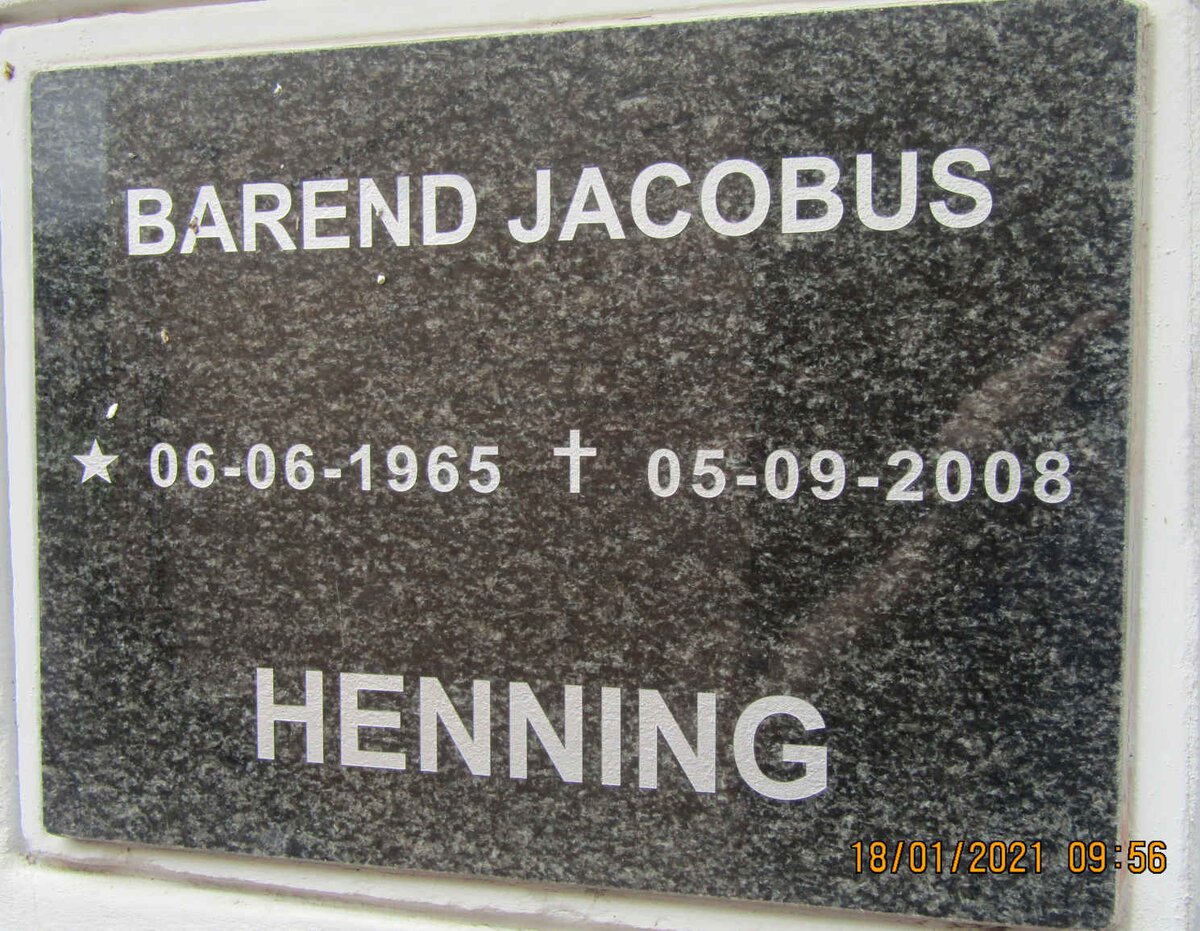 BAREND JACOBUS
★ 06-06-1965 ✝ 05-09-2008
HENNING
18/01/2021 09:56